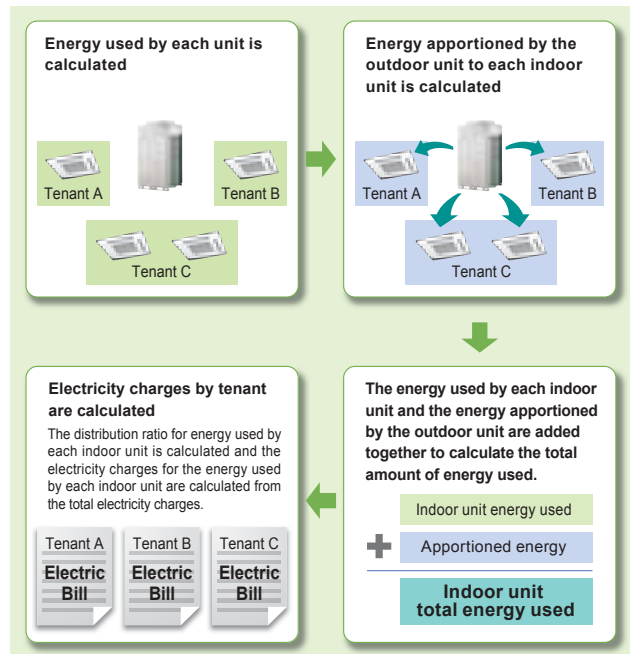 Energy used by each unit is
calculated
Tenant A
Tenant B
Tenant C
Energy apportioned by the
outdoor unit to each indoor
unit is calculated
Tenant A
Tenant B
Tenant C
The energy used by each indoor
unit and the energy apportioned
by the outdoor unit are added
together to calculate the total
amount of energy used.
Indoor unit energy used
+ Apportioned energy
Indoor unit
total energy used
Electricity charges by tenant
are calculated
The distribution ratio for energy used by
each indoor unit is calculated and the
electricity charges for the energy used
by each indoor unit are calculated from
the total electricity charges.
Tenant A
Electric
Bill
Tenant B
Electric
Bill
Tenant C
Electric
Bill